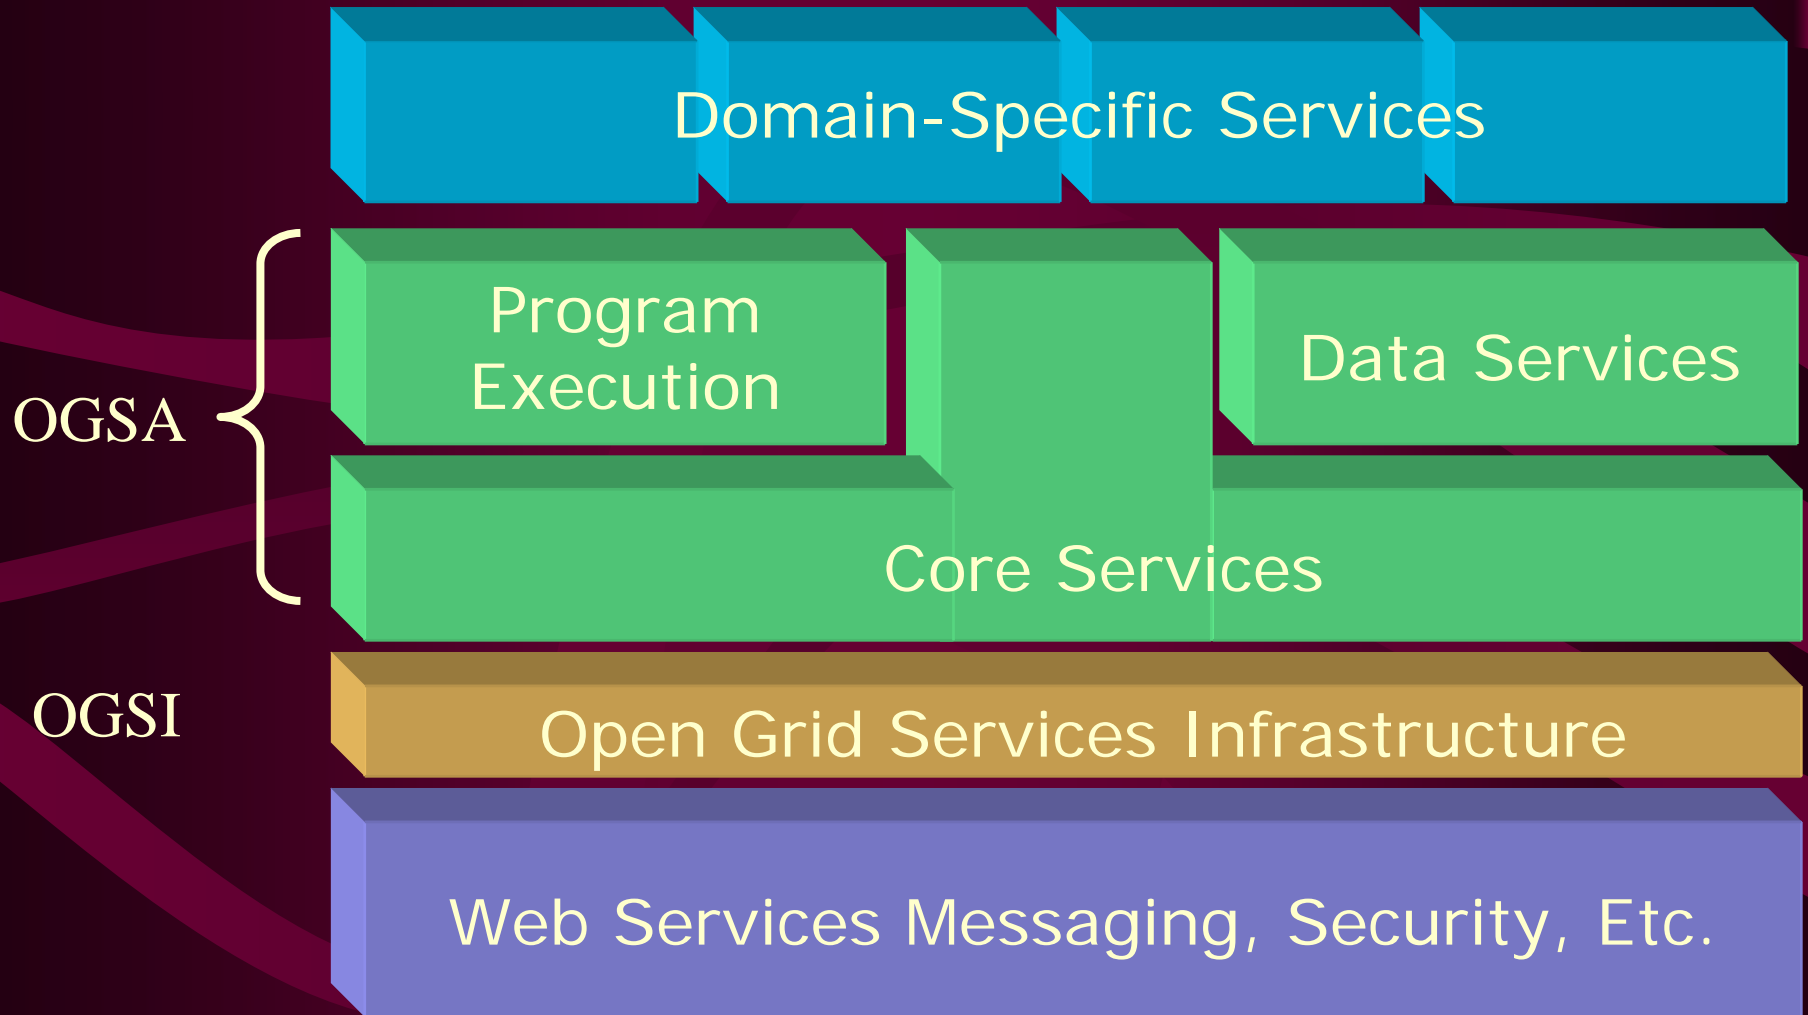 Domain-Specific Services
Program
Execution
Data Services
OGSA
Core Services
OGSI
Open Grid Services Infrastructure
Web Services Messaging, Security, Etc.